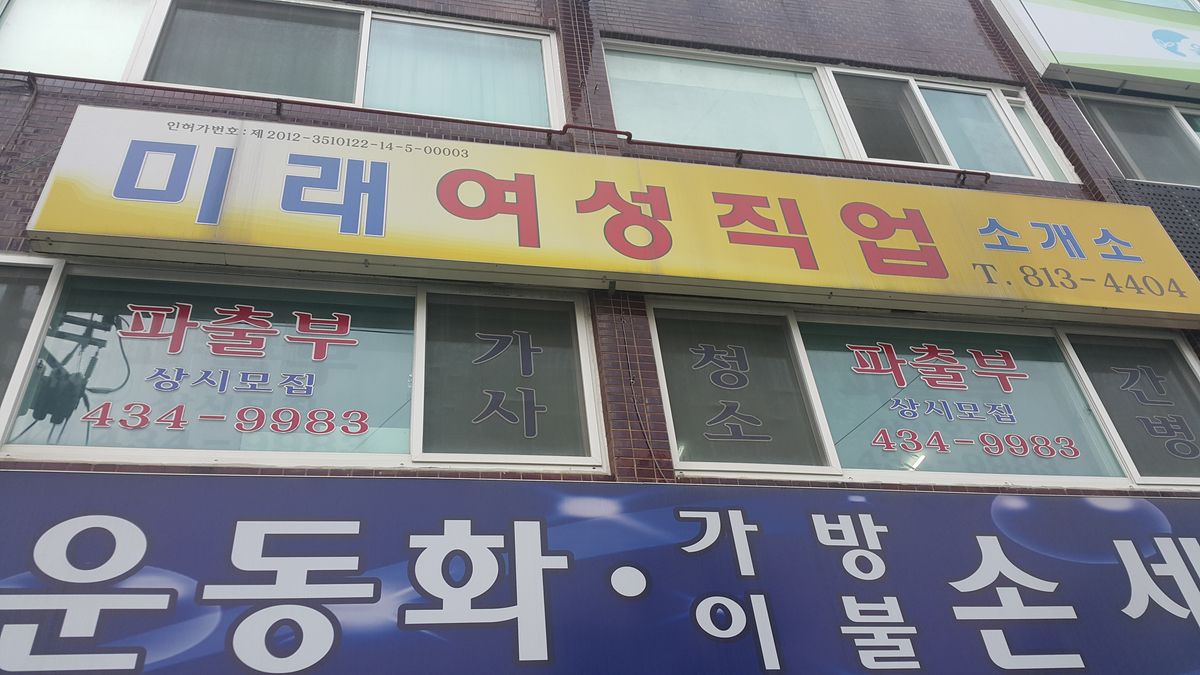 인허가번호 : 제 2012-3510122-14-5-00003
미래 여성직업 소개소
T. 813-4404
파출부
상시모집
434-9983
가사
청소
파출부
상시모집
434-9983
간병
운동화·가방 이불 손세